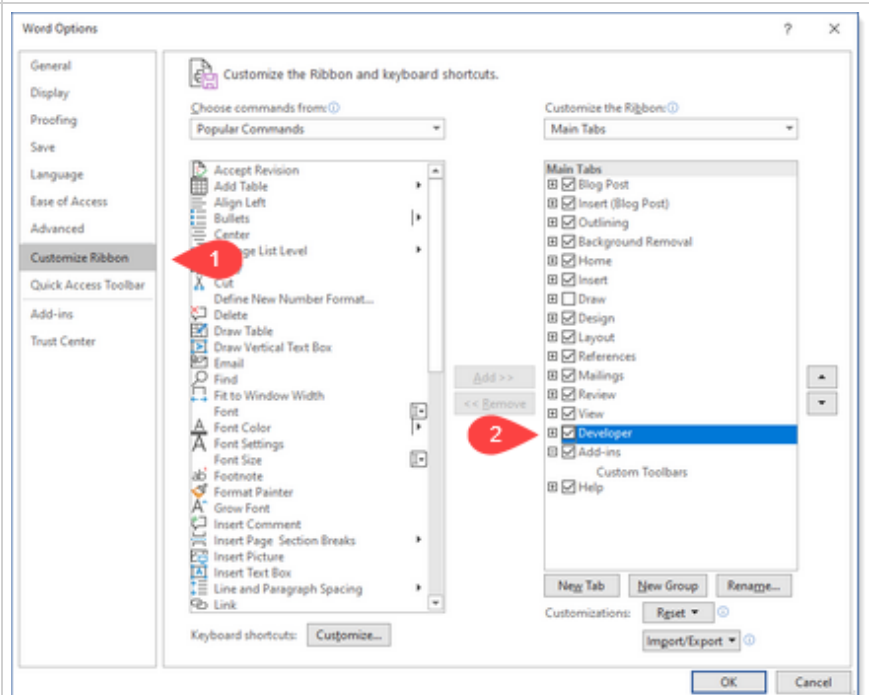 Word Options
General
Display
Proofing
Save
Language
Ease of Access
Advanced
Customize Ribbon
Quick Access Toolbar
Add-ins
Trust Center
Customize the Ribbon and keyboard shortcuts.
Choose commands from:
Popular Commands
Accept Revision
Add Table
Align Left
Bullets
Center
ge List Level
Cut
Define New Number Format...
Delete
Draw Table
Draw Vertical Text Box
Email
Find
Fit to Window Width
Font
Font Color
Font Settings
Font Size
Footnote
Format Painter
Grow Font
Insert Comment
Insert Page Section Breaks
Insert Picture
Insert Text Box
Line and Paragraph Spacing
Link
Keyboard shortcuts: Customize...
1
Add >>
<< Remove
2
Customize the Ribbon:
Main Tabs
Main Tabs
Blog Post
Insert (Blog Post)
Outlining
Background Removal
Home
Insert
Draw
Design
Layout
References
Mailings
Review
View
Developer
Add-ins
Custom Toolbars
Help
New Tab New Group Rename...
Customizations: Reset
Import/Export
OK Cancel